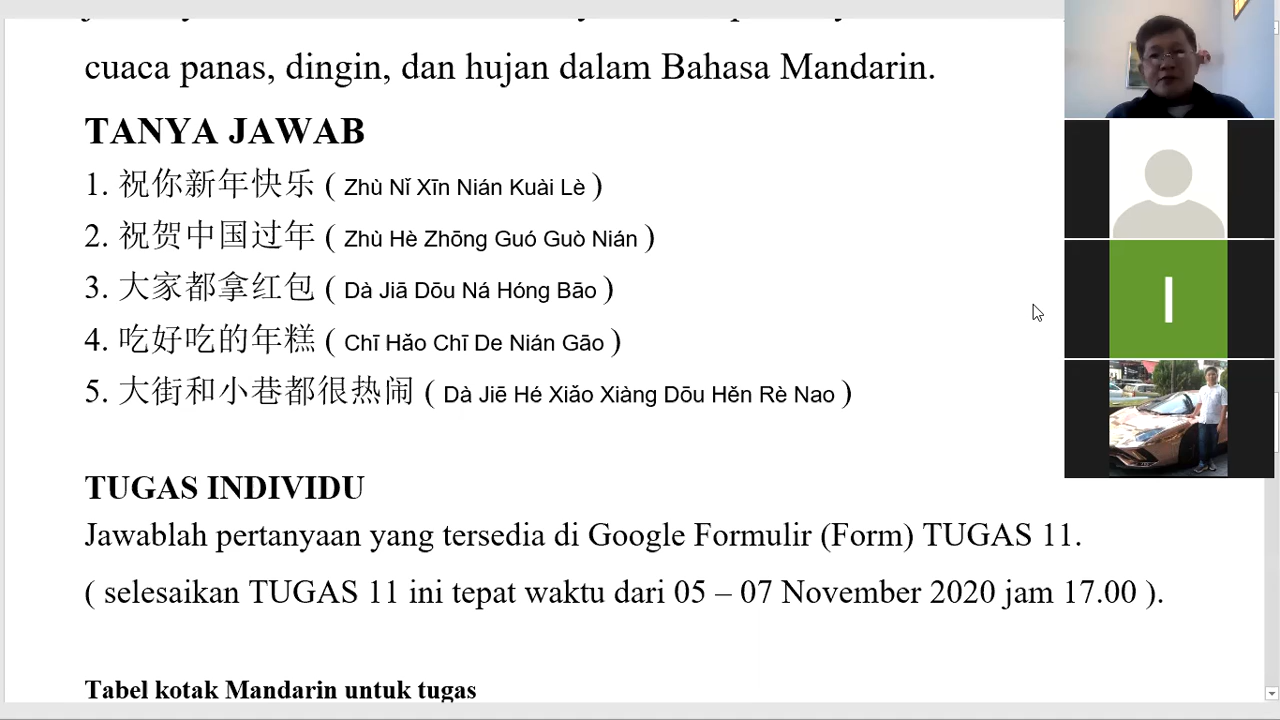 cuaca panas, dingin, dan hujan dalam Bahasa Mandarin.
TANYA JAWAB
1. 祝你新年快乐 ( Zhù Nǐ Xīn Nián Kuài Lè )
2. 祝贺中国过年 ( Zhù Hè Zhōng Guó Guò Nián )
3. 大家都拿红包 ( Dà Jiā Dōu Ná Hóng Bāo )
4. 吃好吃的年糕 ( Chī Hǎo Chī De Nián Gāo )
5. 大街和小巷都很热闹 ( Dà Jiē Hé Xiǎo Xiàng Dōu Hěn Rè Nao )
TUGAS INDIVIDU
Jawablah pertanyaan yang tersedia di Google Formulir (Form) TUGAS 11.
( selesaikan TUGAS 11 ini tepat waktu dari 05 – 07 November 2020 jam 17.00 ).
Tabel kotak Mandarin untuk tugas
I